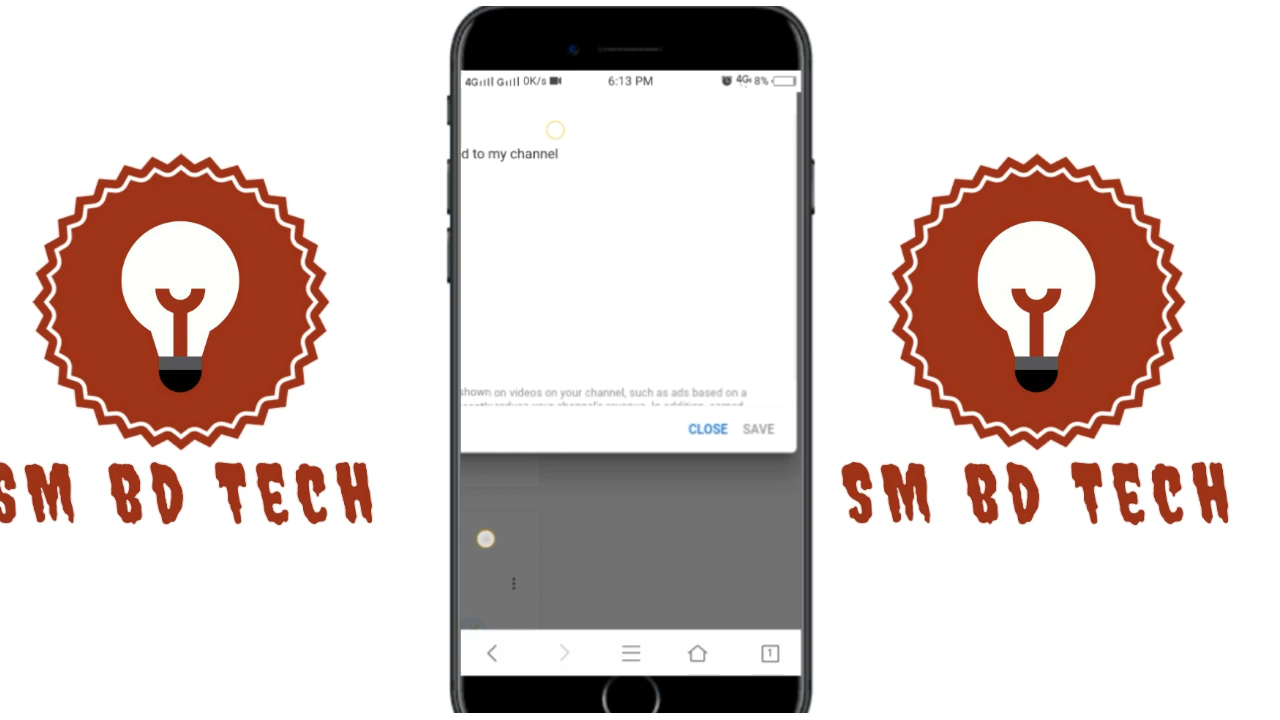 4G G 0K/s 6:13 PM 4G 8%
d to my channel
shown on videos on your channel, such as ads based on a
CLOSE SAVE
1
SM BD TECH
SM BD TECH